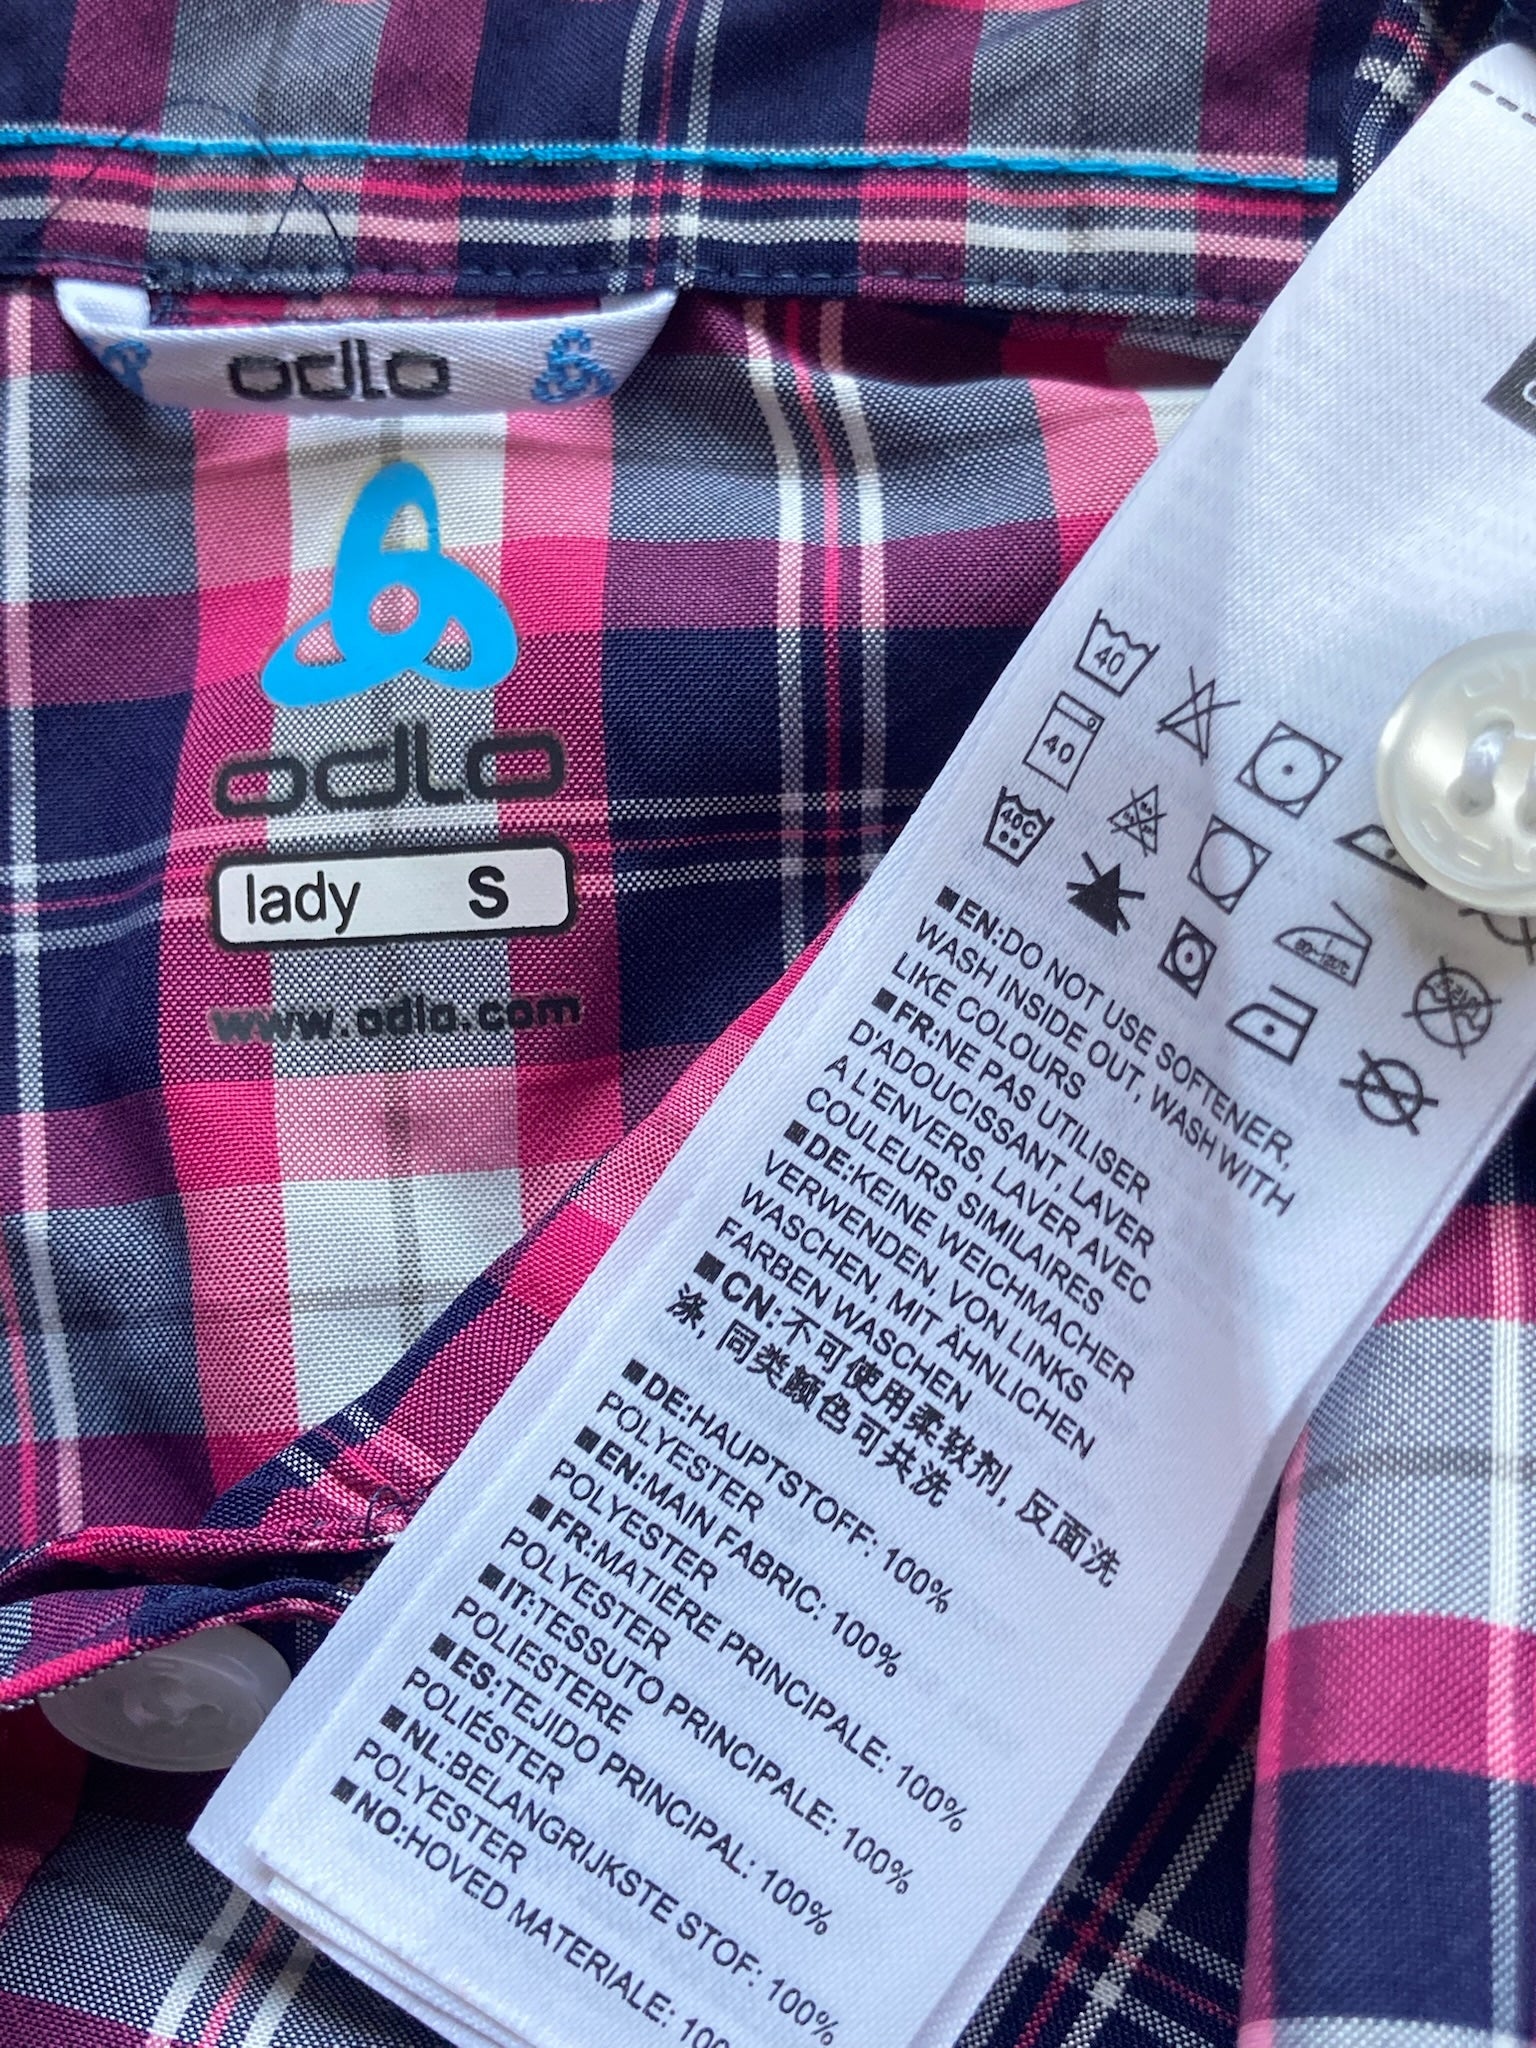 odlo
odlo
lady S
www.odlo.com
40
40
40C
EN:DO NOT USE SOFTENER,
WASH INSIDE OUT, WASH WITH
LIKE COLOURS
FR:NE PAS UTILISER
D'ADOUCISSANT, LAVER
A L'ENVERS, LAVER AVEC
COULEURS SIMILAIRES
DE:KEINE WEICHMACHER
VERWENDEN, VON LINKS
WASCHEN, MIT ÄHNLICHEN
FARBEN WASCHEN
CN:不可使用柔软剂, 反面洗
涤, 同类颜色可共洗
DE:HAUPTSTOFF: 100%
POLYESTER
EN:MAIN FABRIC: 100%
POLYESTER
FR:MATIÈRE PRINCIPALE: 100%
POLYESTER
IT:TESSUTO PRINCIPALE: 100%
POLIESTERE
ES:TEJIDO PRINCIPAL: 100%
POLIÉSTER
NL:BELANGRIJKSTE STOF: 100%
POLYESTER
NO:HOVED MATERIALE: 100